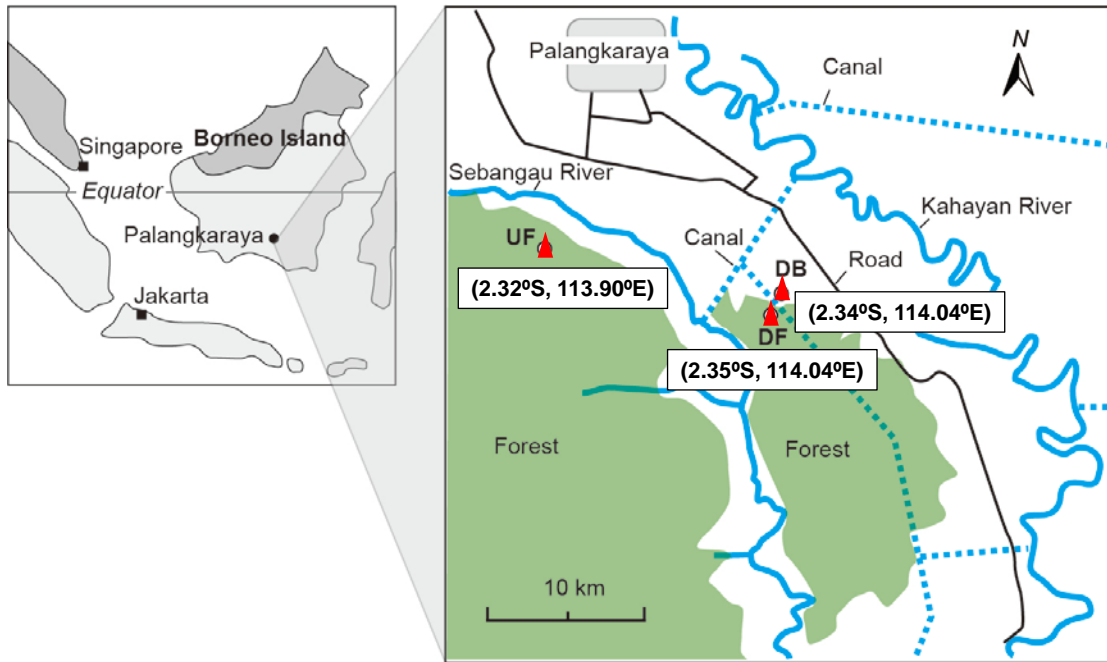 Singapore
Borneo Island
Equator
Palangkaraya
Jakarta
Palangkaraya
Canal
N
Sebangau River
Kahayan River
UF
Canal
Road
DB
(2.32ºS, 113.90ºE)
(2.34ºS, 114.04ºE)
DF
(2.35ºS, 114.04ºE)
Forest
Forest
10 km